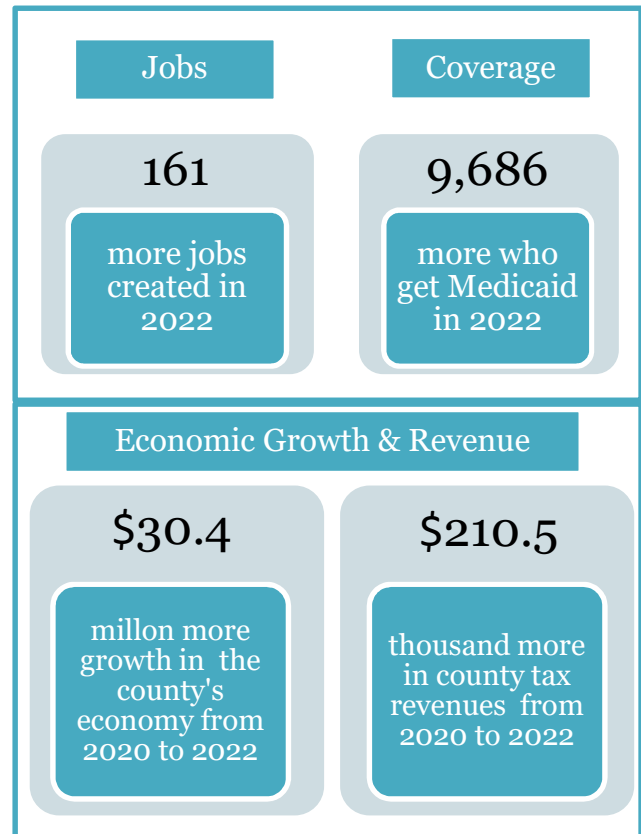 Jobs
Coverage
161
more jobs
created in
2022
9,686
more who
get Medicaid
in 2022
Economic Growth & Revenue
$30.4
millon more
growth in the
county's
economy from
2020 to 2022
$210.5
thousand more
in county tax
revenues from
2020 to 2022